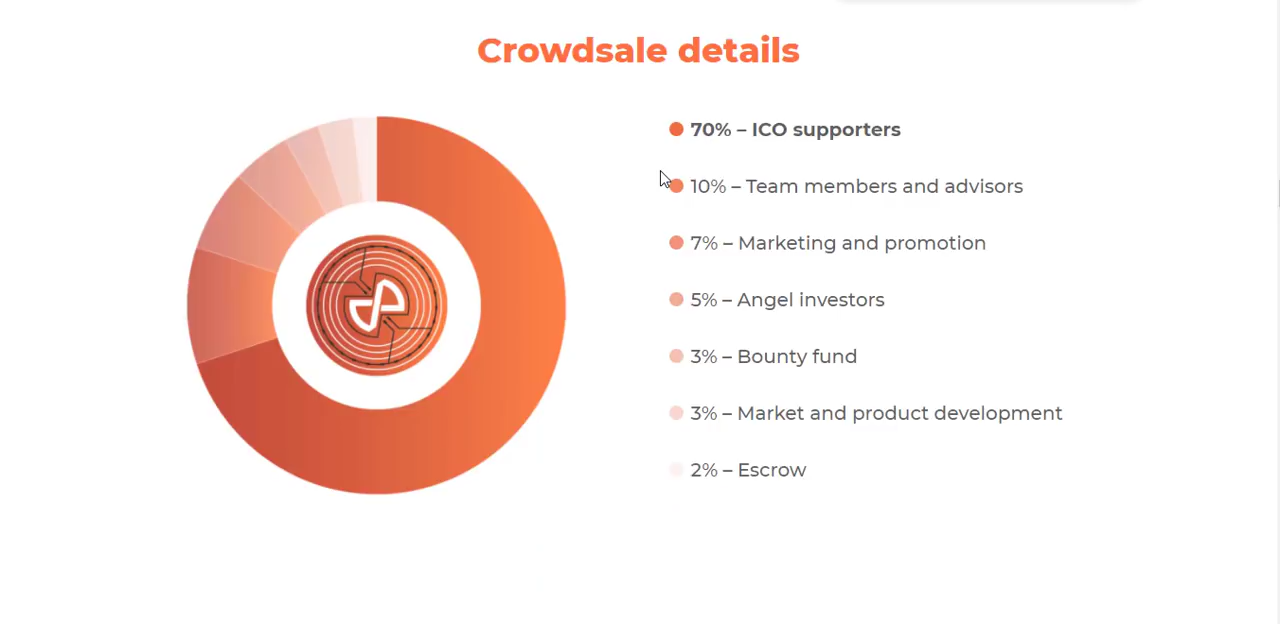 Crowdsale details
70% – ICO supporters
10% – Team members and advisors
7% – Marketing and promotion
5% – Angel investors
3% – Bounty fund
3% – Market and product development
2% – Escrow